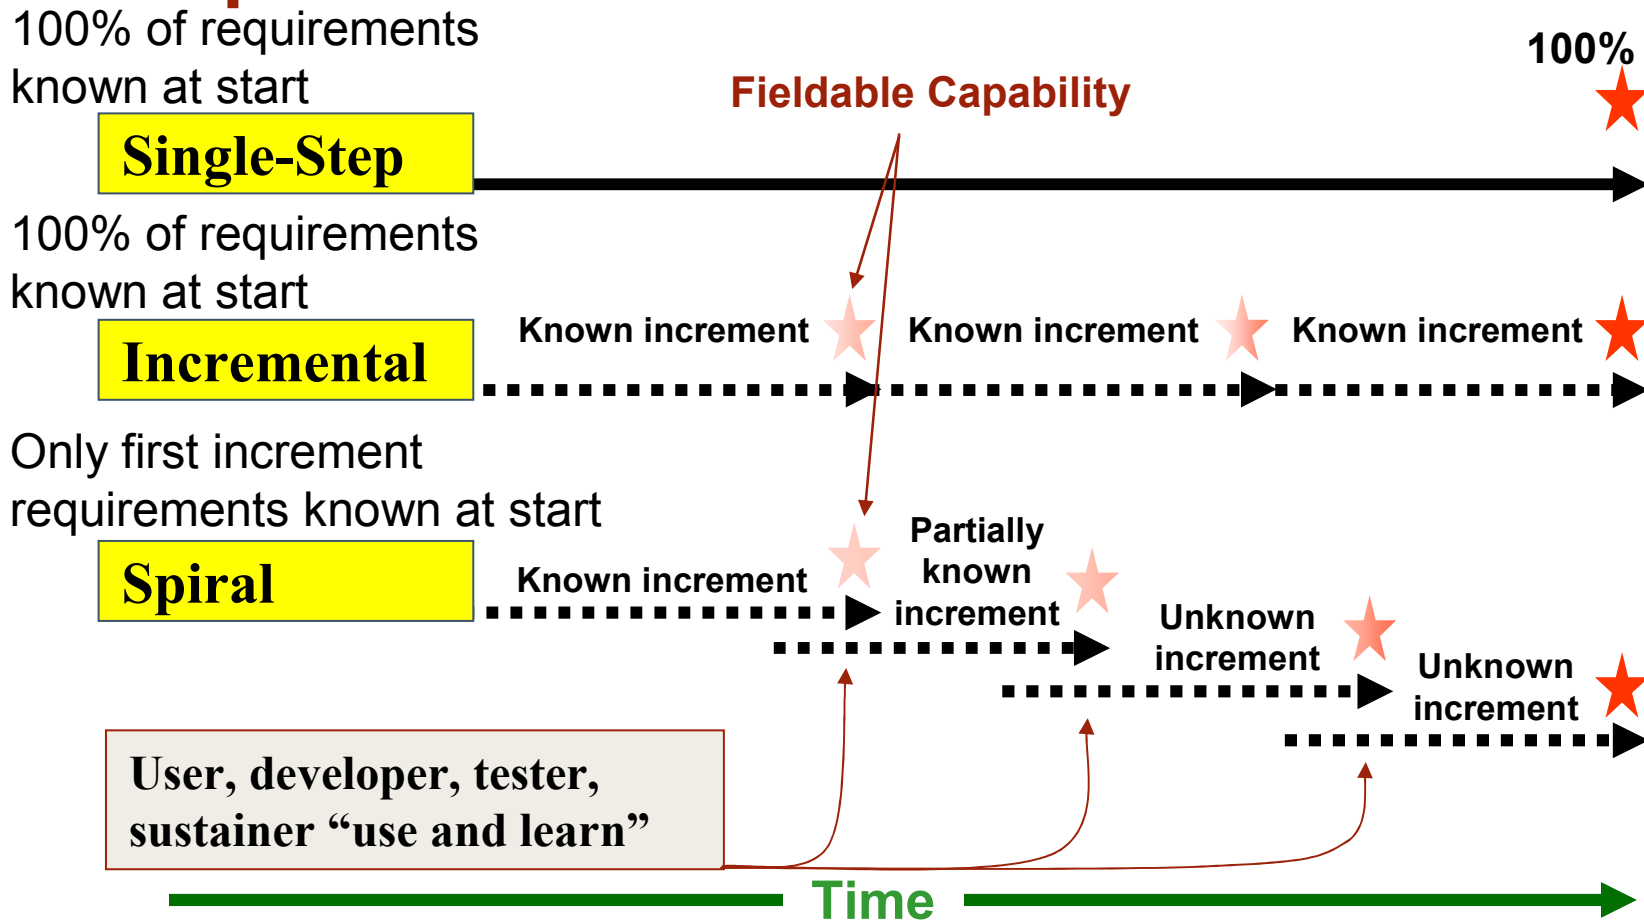 100% of requirements
known at start
100%
Fieldable Capability
Single-Step
100% of requirements
known at start
Known increment
Known increment
Known increment
Incremental
Only first increment
requirements known at start
Partially
known
increment
Known increment
Spiral
Unknown
increment
Unknown
increment
User, developer, tester,
sustainer “use and learn”
Time